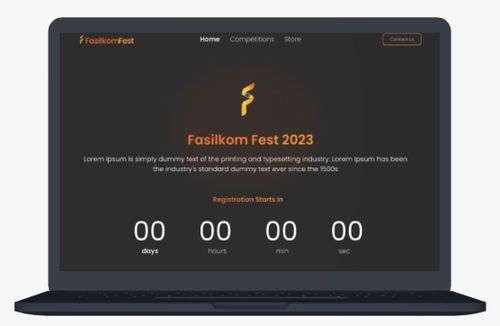 FasilkomFest
Home Competitions Store
Contact Us
Fasilkom Fest 2023
Lorem Ipsum is simply dummy text of the printing and typesetting industry. Lorem Ipsum has been
the industry's standard dummy text ever since the 1500s
Registration Starts In
00 00 00 00
days hours min sec